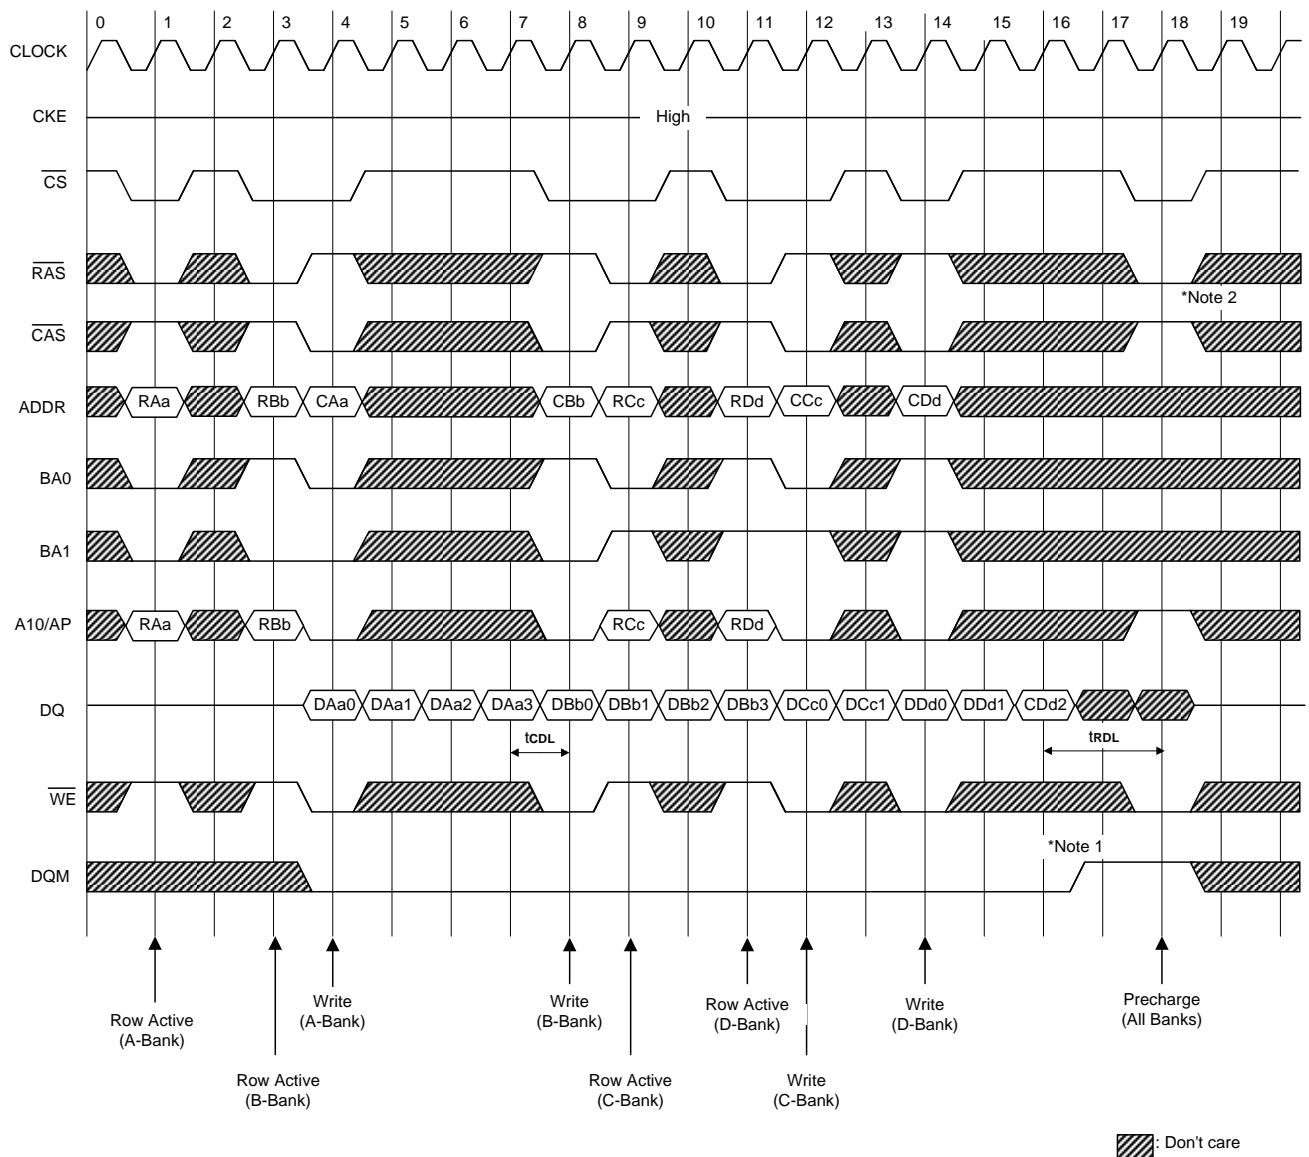 0 1 2 3 4 5 6 7 8 9 10 11 12 13 14 15 16 17 18 19
CLOCK
CKE High
CS
RAS
*Note 2
CAS
ADDR RAa RBb CAa CBb RCc RDd CCc CDd
BA0
BA1
A10/AP RAa RBb RCc RDd
DQ DAa0 DAa1 DAa2 DAa3 DBb0 DBb1 DBb2 DBb3 DCc0 DCc1 DDd0 DDd1 CDd2
tCDL tRDL
WE
*Note 1
DQM
Row Active
(A-Bank)
Row Active
(B-Bank)
Write
(A-Bank)
Write
(B-Bank)
Row Active
(C-Bank)
Row Active
(D-Bank)
Write
(C-Bank)
Write
(D-Bank)
Precharge
(All Banks)
: Don't care